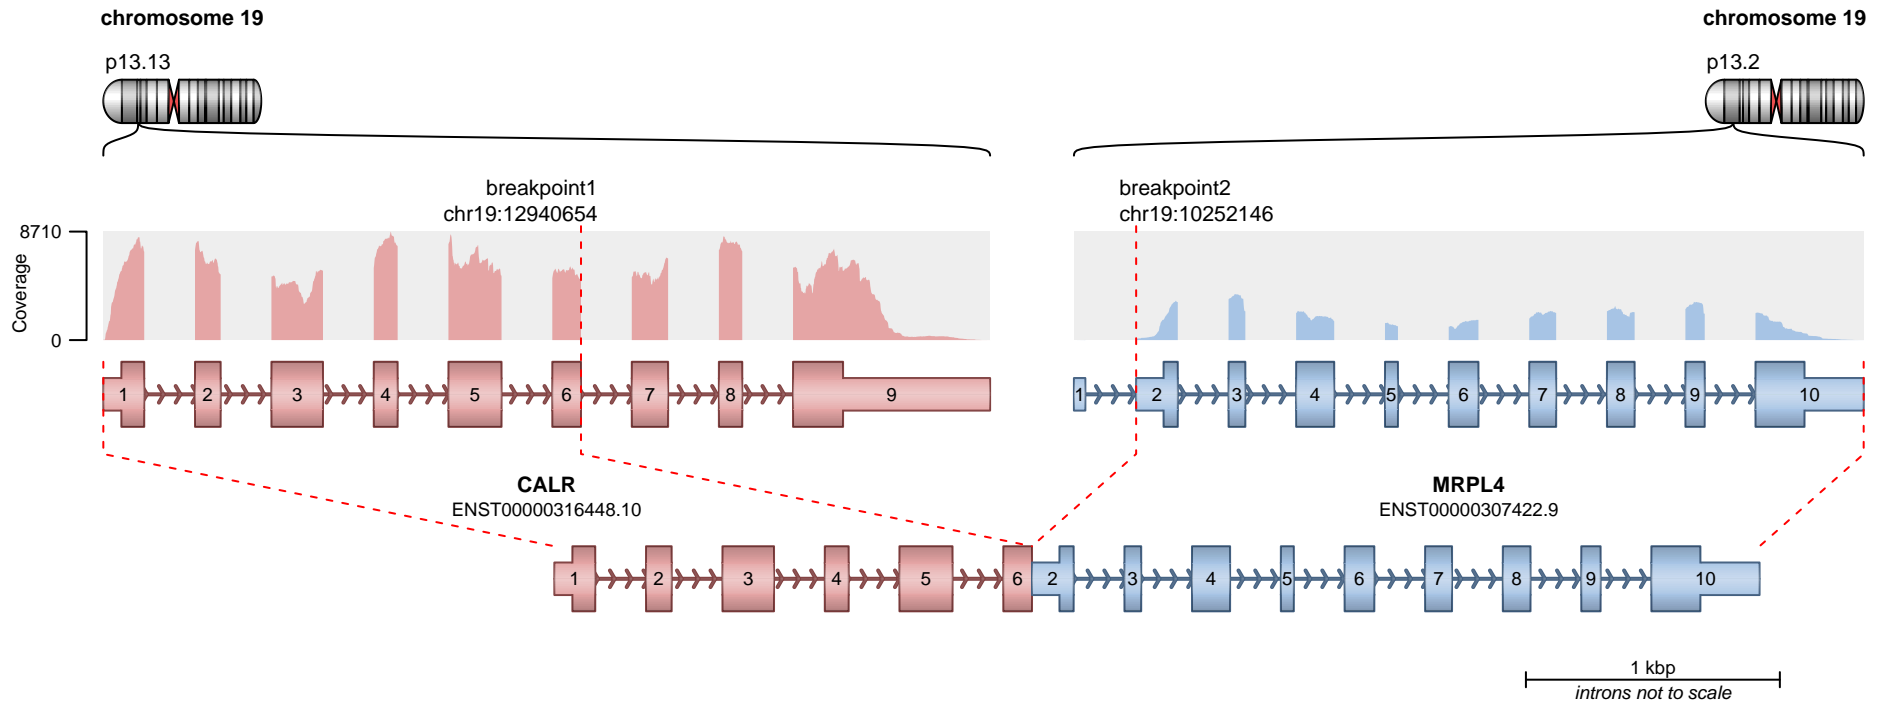 chromosome 19
chromosome 19
p13.13
p13.2
breakpoint1
chr19:12940654
breakpoint2
chr19:10252146
8710
Coverage
0
1 2 3 4 5 6 7 8 9
1 2 3 4 5 6 7 8 9 10
CALR
ENST00000316448.10
MRPL4
ENST00000307422.9
1 2 3 4 5 6 2 3 4 5 6 7 8 9 10
1 kbp
introns not to scale